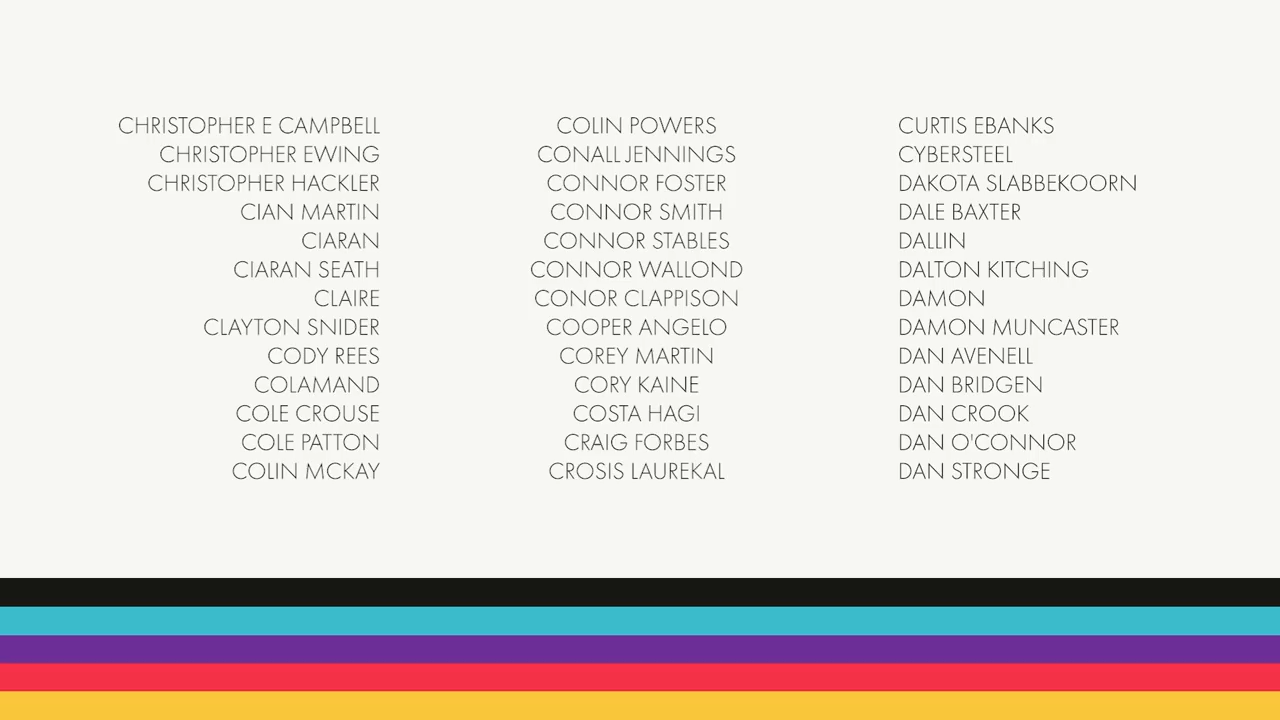 CHRISTOPHER E CAMPBELL
CHRISTOPHER EWING
CHRISTOPHER HACKLER
CIAN MARTIN
CIARAN
CIARAN SEATH
CLAIRE
CLAYTON SNIDER
CODY REES
COLAMAND
COLE CROUSE
COLE PATTON
COLIN MCKAY
COLIN POWERS
CONALL JENNINGS
CONNOR FOSTER
CONNOR SMITH
CONNOR STABLES
CONNOR WALLOND
CONOR CLAPPISON
COOPER ANGELO
COREY MARTIN
CORY KAINE
COSTA HAGI
CRAIG FORBES
CROSIS LAUREKAL
CURTIS EBANKS
CYBERSTEEL
DAKOTA SLABBEKOORN
DALE BAXTER
DALLIN
DALTON KITCHING
DAMON
DAMON MUNCASTER
DAN AVENELL
DAN BRIDGEN
DAN CROOK
DAN O'CONNOR
DAN STRONGE